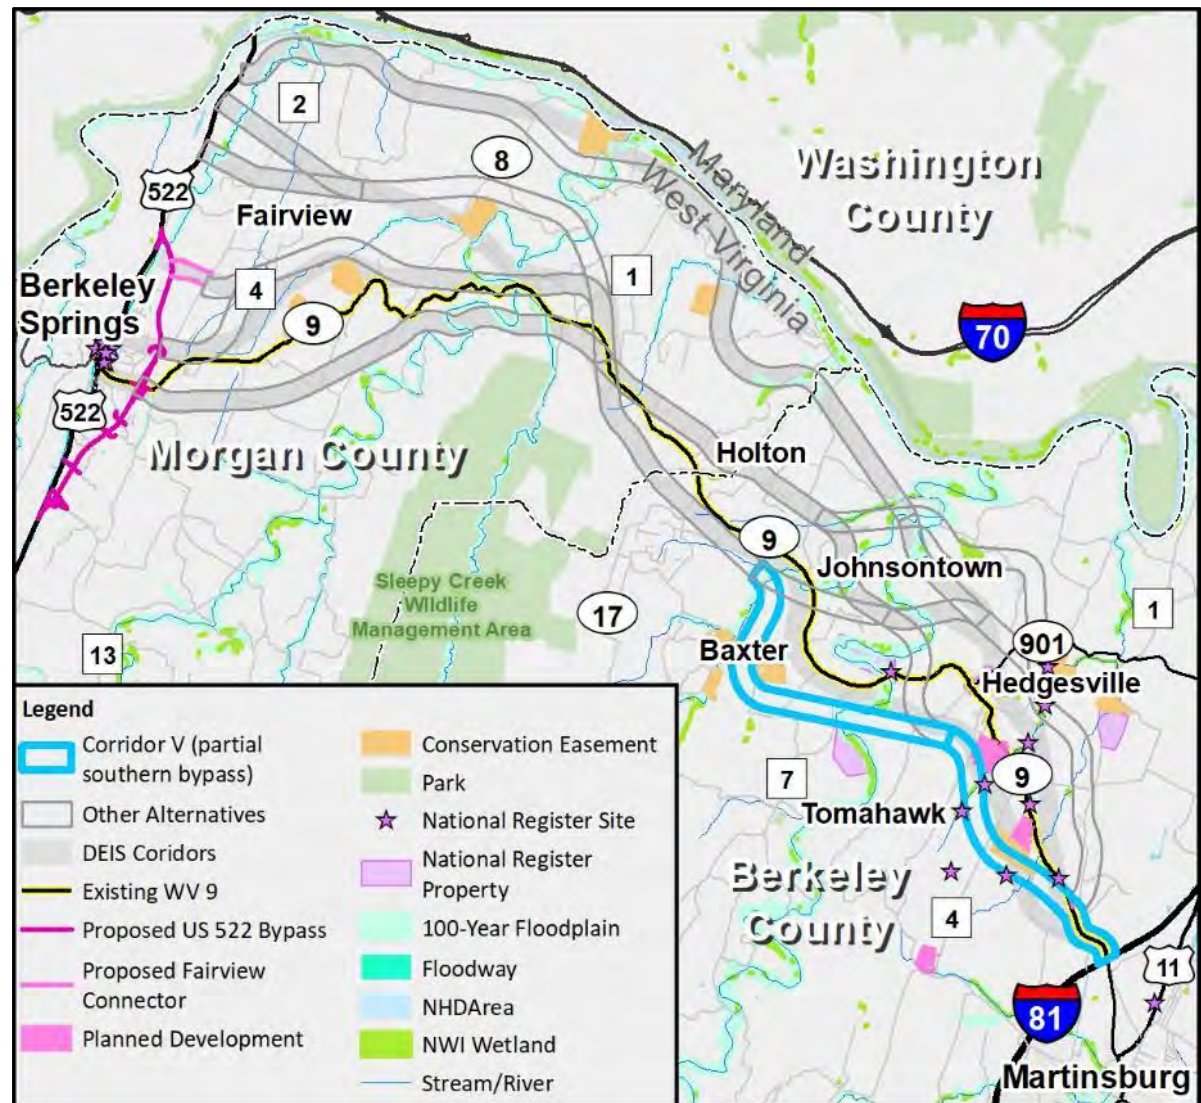 2
Maryland
Washington
County
8
West Virginia
522
Fairview
Berkeley
Springs
4
1
9
70
522
Morgan County
Holton
9
Johnsontown
Sleepy Creek
Wildlife
Management Area
17
1
13
Baxter
901
Hedgesville
7
9
Tomahawk
Berkeley
County
4
11
81
Martinsburg
Legend
Corridor V (partial
southern bypass)
Other Alternatives
DEIS Coridors
Existing WV 9
Proposed US 522 Bypass
Proposed Fairview
Connector
Planned Development
Conservation Easement
Park
National Register Site
National Register
Property
100-Year Floodplain
Floodway
NHDArea
NWI Wetland
Stream/River